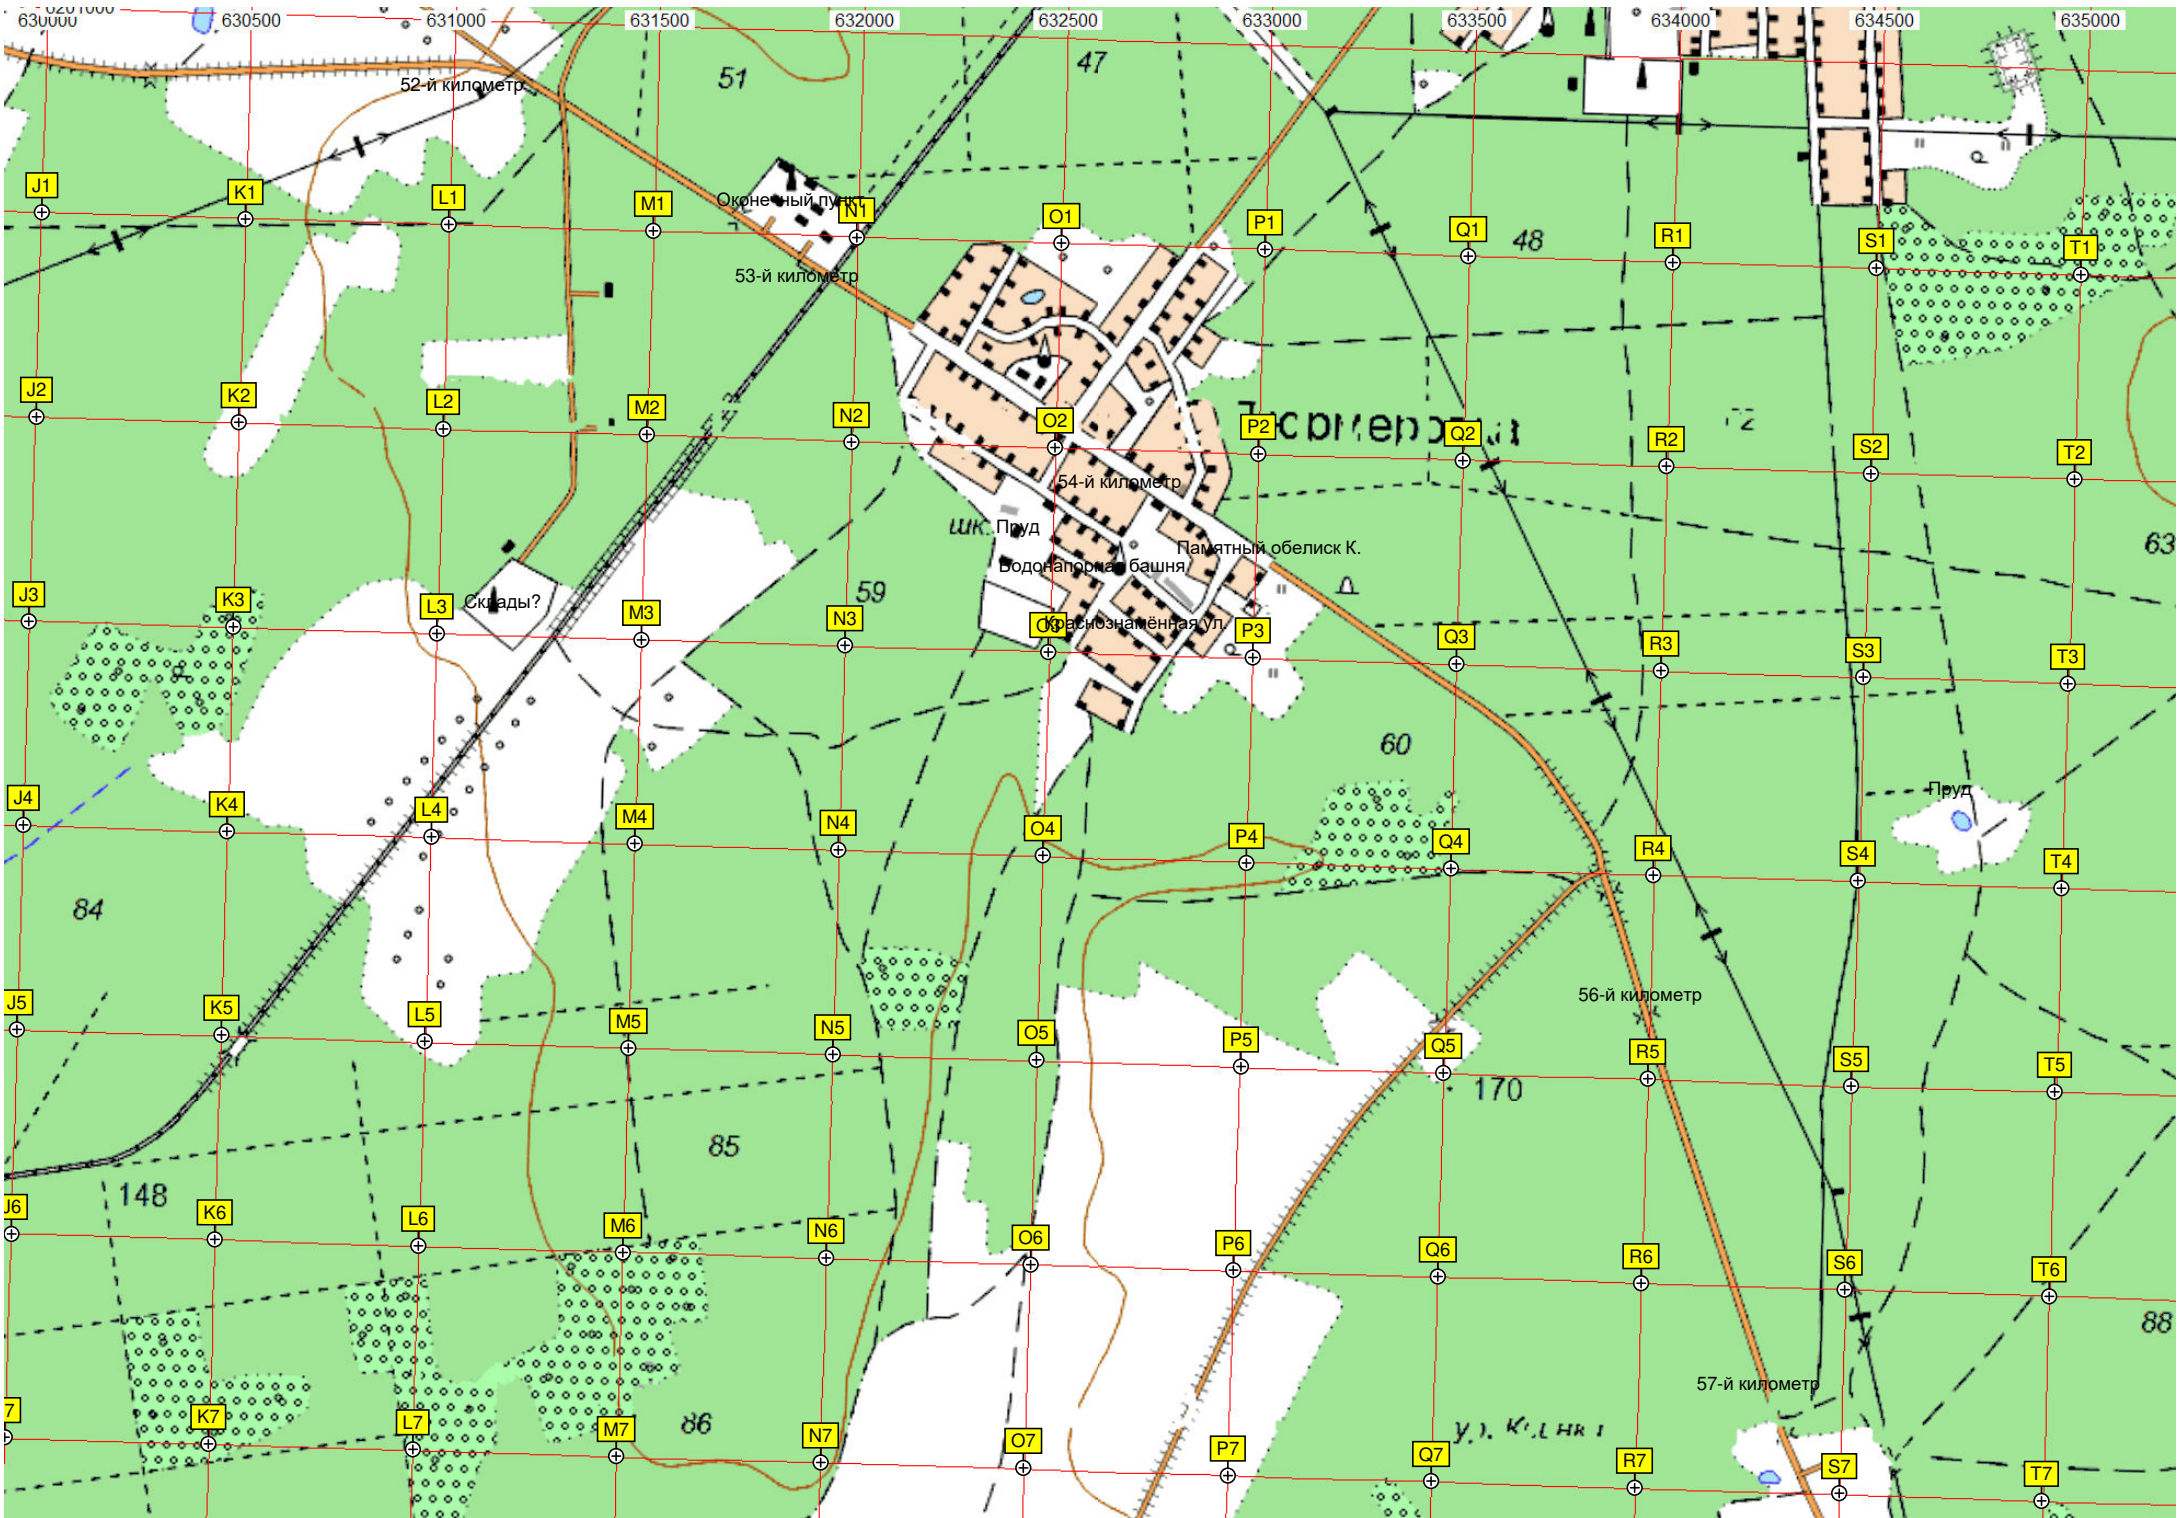 6201000
630000 630500 631000 631500 632000 632500 633000 633500 634000 634500 635000
51 47
52-й километр
J1 K1 L1 M1 N1 O1 P1 Q1 R1 S1 T1
Оконечный пункт
48
53-й километр
J2 K2 L2 M2 N2 O2 P2 Q2 R2 S2 T2
54-й километр
шк. Пруд
Памятный обелиск К.
63
Водонапорная башня
59
Склады?
J3 K3 L3 M3 N3 O3 P3 Q3 R3 S3 T3
Краснознамённая ул.
60
Пруд
J4 K4 L4 M4 N4 O4 P4 Q4 R4 S4 T4
84
56-й километр
J5 K5 L5 M5 N5 O5 P5 Q5 R5 S5 T5
170
85
148
J6 K6 L6 M6 N6 O6 P6 Q6 R6 S6 T6
88
57-й километр
86
7 K7 L7 M7 N7 O7 P7 Q7 R7 S7 T7